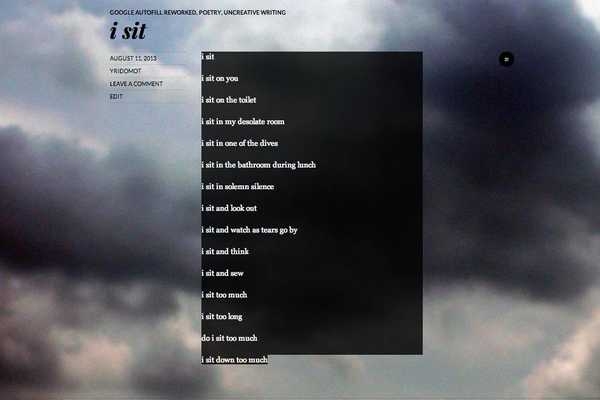 GOOGLE AUTOFILL REWORKED, POETRY, UNCREATIVE WRITING
i sit
AUGUST 11, 2013
YRIDOMOT
LEAVE A COMMENT
EDIT
i sit
i sit on you
i sit on the toilet
i sit in my desolate room
i sit in one of the dives
i sit in the bathroom during lunch
i sit in solemn silence
i sit and look out
i sit and watch as tears go by
i sit and think
i sit and sew
i sit too much
i sit too long
do i sit too much
i sit down too much